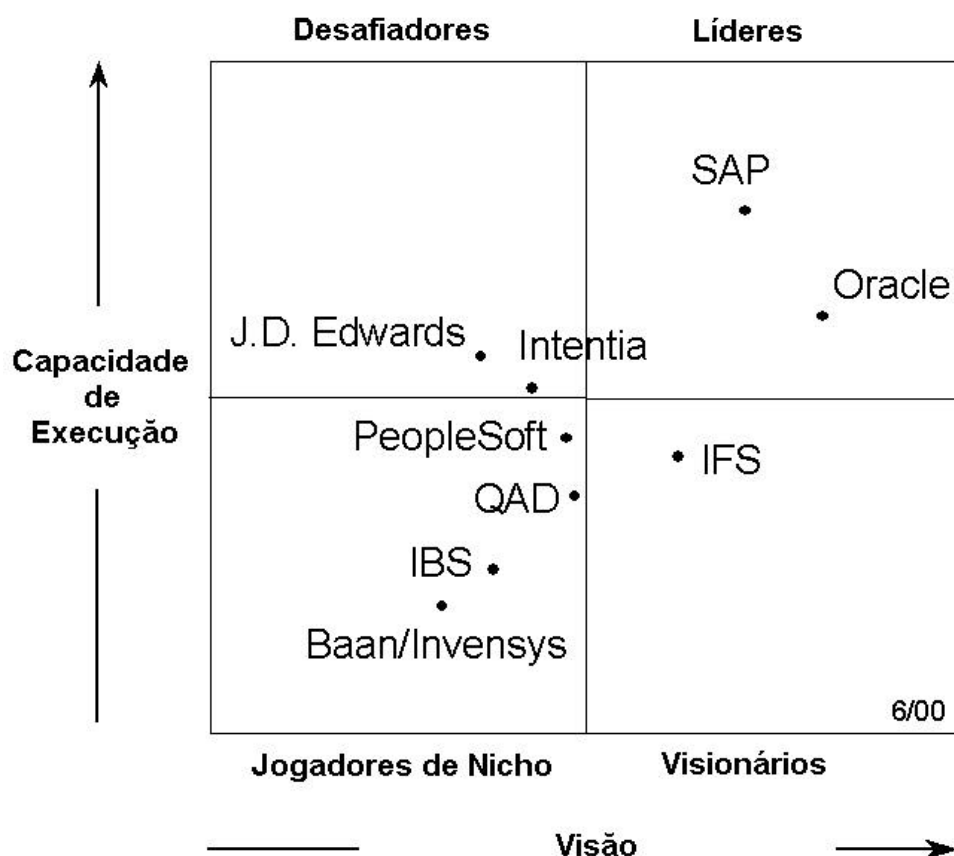 Desafiadores
Líderes
SAP
Oracle
J.D. Edwards
Intentia
Capacidade
de
Execução
PeopleSoft
IFS
QAD
IBS
Baan/Invensys
6/00
Jogadores de Nicho
Visionários
Visão